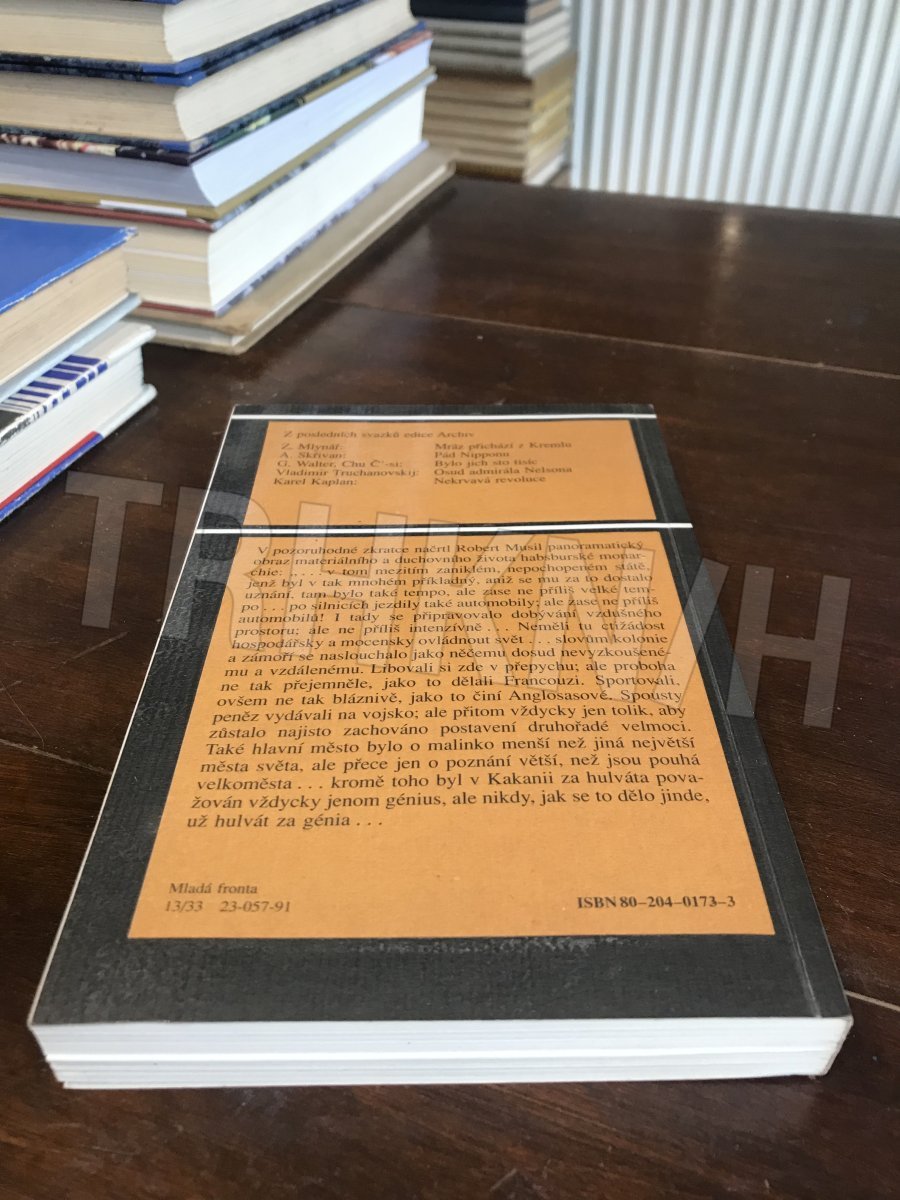 Z posledních svazků edice Archiv
Z. Mlynář: Mráz přichází z Kremlu
A. Skřivan: Pád Nipponu
G. Walter, Chu Č'-si: Bylo jich sto tisíc
Vladimir Truchanovskij: Osud admirála Nelsona
Karel Kaplan: Nekrvavá revoluce
V pozoruhodné zkratce načrtl Robert Musil panoramatický
obraz materiálního a duchovního života habsburské monar-
chie: „. . . v tom mezitím zaniklém, nepochopeném státě,
jenž byl v tak mnohém příkladný, aniž se mu za to dostalo
uznání, tam bylo také tempo, ale zase ne příliš velké tem-
po . . . po silnicích jezdily také automobily; ale zase ne příliš
automobilů! I tady se připravovalo dobývání vzdušného
prostoru; ale ne příliš intenzívně . . . Neměli tu ctižádost
hospodářsky a mocensky ovládnout svět . . . slovům kolonie
a zámoří se naslouchalo jako něčemu dosud nevyzkoušené-
mu a vzdálenému. Libovali si zde v přepychu; ale proboha
ne tak přejemněle, jako to dělali Francouzi. Sportovali,
ovšem ne tak bláznivě, jako to činí Anglosasové. Spousty
peněz vydávali na vojsko; ale přitom vždycky jen tolik, aby
zůstalo najisto zachováno postavení druhořadé velmoci.
Také hlavní město bylo o malinko menší než jiná největší
města světa, ale přece jen o poznání větší, než jsou pouhá
velkoměsta . . . kromě toho byl v Kakanii za hulváta pova-
žován vždycky jenom génius, ale nikdy, jak se to dělo jinde,
už hulvát za génia . . .
Mladá fronta
13/33 23-057-91
ISBN 80-204-0173-3